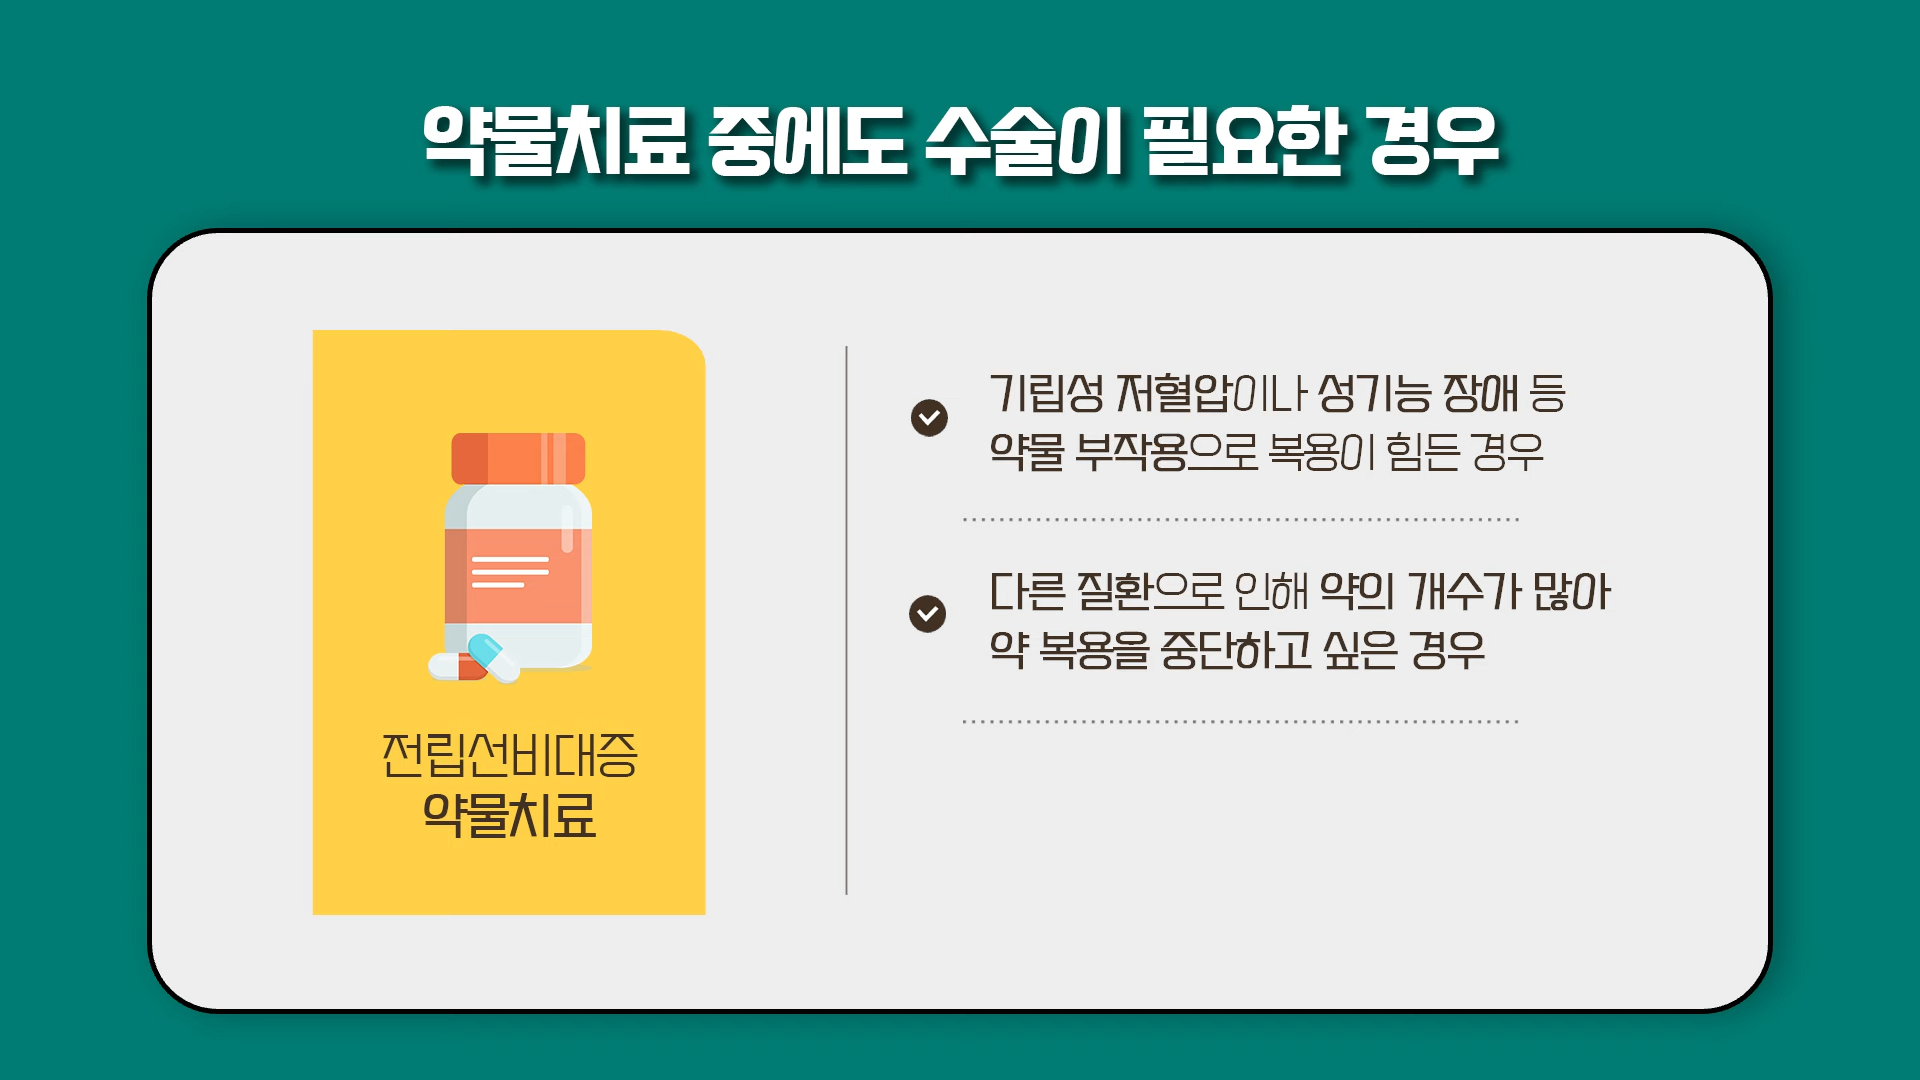 약물치료 중에도 수술이 필요한 경우
전립선비대증
약물치료
기립성 저혈압이나 성기능 장애 등
약물 부작용으로 복용이 힘든 경우
다른 질환으로 인해 약의 개수가 많아
약 복용을 중단하고 싶은 경우